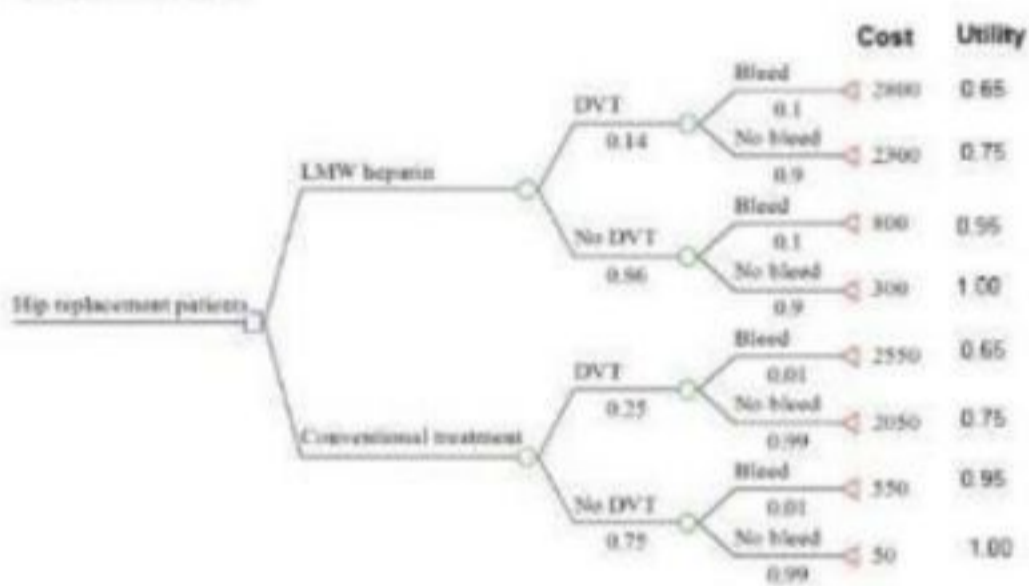 Cost Utility
Bleed
DVT 2800 0.65
0.1
0.14 No bleed
2300 0.75
LMW heparin 0.9
Bleed
No DVT 800 0.95
0.1
0.86 No bleed
300 1.00
Hip replacement patients 0.9
Bleed
DVT 2550 0.65
0.01
0.25 No bleed
2050 0.75
Conventional treatment 0.99
Bleed
No DVT 550 0.95
0.01
0.75 No bleed
50 1.00
0.99